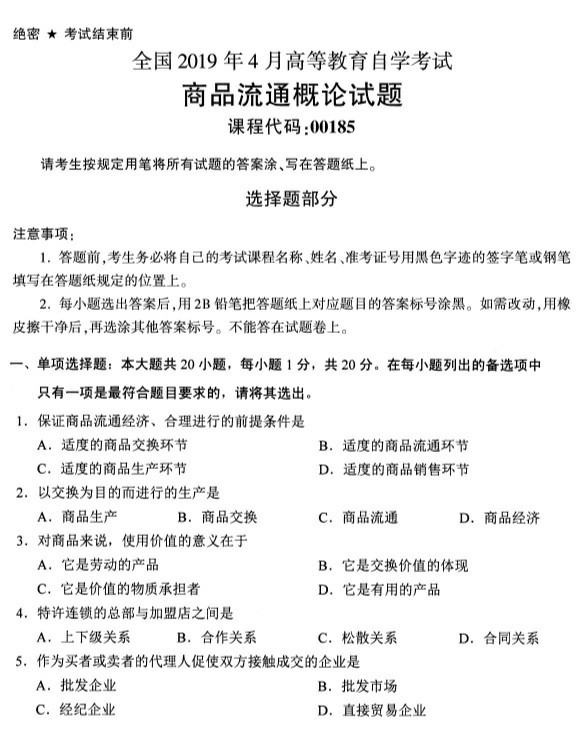 绝密 ★ 考试结束前
全国 2019 年 4 月高等教育自学考试
商品流通概论试题
课程代码:00185
请考生按规定用笔将所有试题的答案涂、写在答题纸上。
选择题部分
注意事项:
1. 答题前,考生务必将自己的考试课程名称、姓名、准考证号用黑色字迹的签字笔或钢笔
填写在答题纸规定的位置上。
2. 每小题选出答案后,用 2B 铅笔把答题纸上对应题目的答案标号涂黑。如需改动,用橡
皮擦干净后,再选涂其他答案标号。不能答在试题卷上。
一、单项选择题：本大题共 20 小题，每小题 1 分，共 20 分。在每小题列出的备选项中
只有一项是最符合题目要求的，请将其选出。
1．保证商品流通经济、合理进行的前提条件是
A．适度的商品交换环节 B．适度的商品流通环节
C．适度的商品生产环节 D．适度的商品销售环节
2．以交换为目的而进行的生产是
A．商品生产 B．商品交换 C．商品流通 D．商品经济
3．对商品来说，使用价值的意义在于
A．它是劳动的产品 B．它是交换价值的体现
C．它是价值的物质承担者 D．它是有用的产品
4．特许连锁的总部与加盟店之间是
A．上下级关系 B．合作关系 C．松散关系 D．合同关系
5．作为买者或卖者的代理人促使双方接触成交的企业是
A．批发企业 B．批发市场
C．经纪企业 D．直接贸易企业